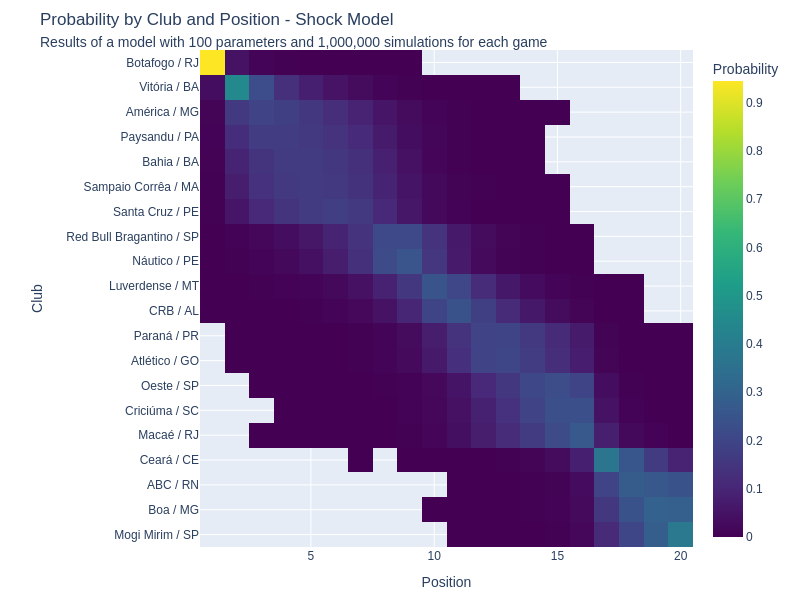 Probability by Club and Position - Shock Model
Results of a model with 100 parameters and 1,000,000 simulations for each game
Probability
Club
Botafogo / RJ
Vitória / BA
América / MG
Paysandu / PA
Bahia / BA
Sampaio Corrêa / MA
Santa Cruz / PE
Red Bull Bragantino / SP
Náutico / PE
Luverdense / MT
CRB / AL
Paraná / PR
Atlético / GO
Oeste / SP
Criciúma / SC
Macaé / RJ
Ceará / CE
ABC / RN
Boa / MG
Mogi Mirim / SP
0.9
0.8
0.7
0.6
0.5
0.4
0.3
0.2
0.1
0
5 10 15 20
Position